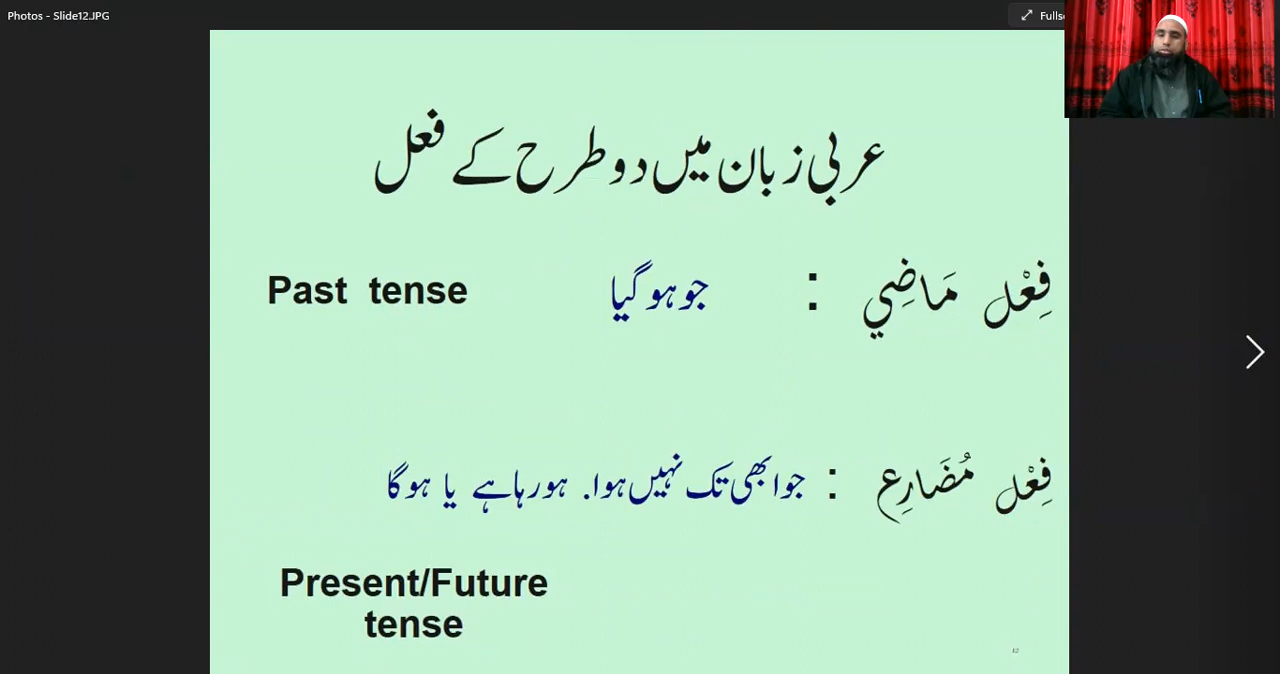 Photos - Slide12.JPG
Fulls
عربی زبان میں دو طرح کے فعل
فِعْل مَاضِي : جو ہو گیا Past tense
فِعْل مُضَارِع : جو ابھی تک نہیں ہوا. ہو رہا ہے یا ہو گا
Present/Future
tense
12